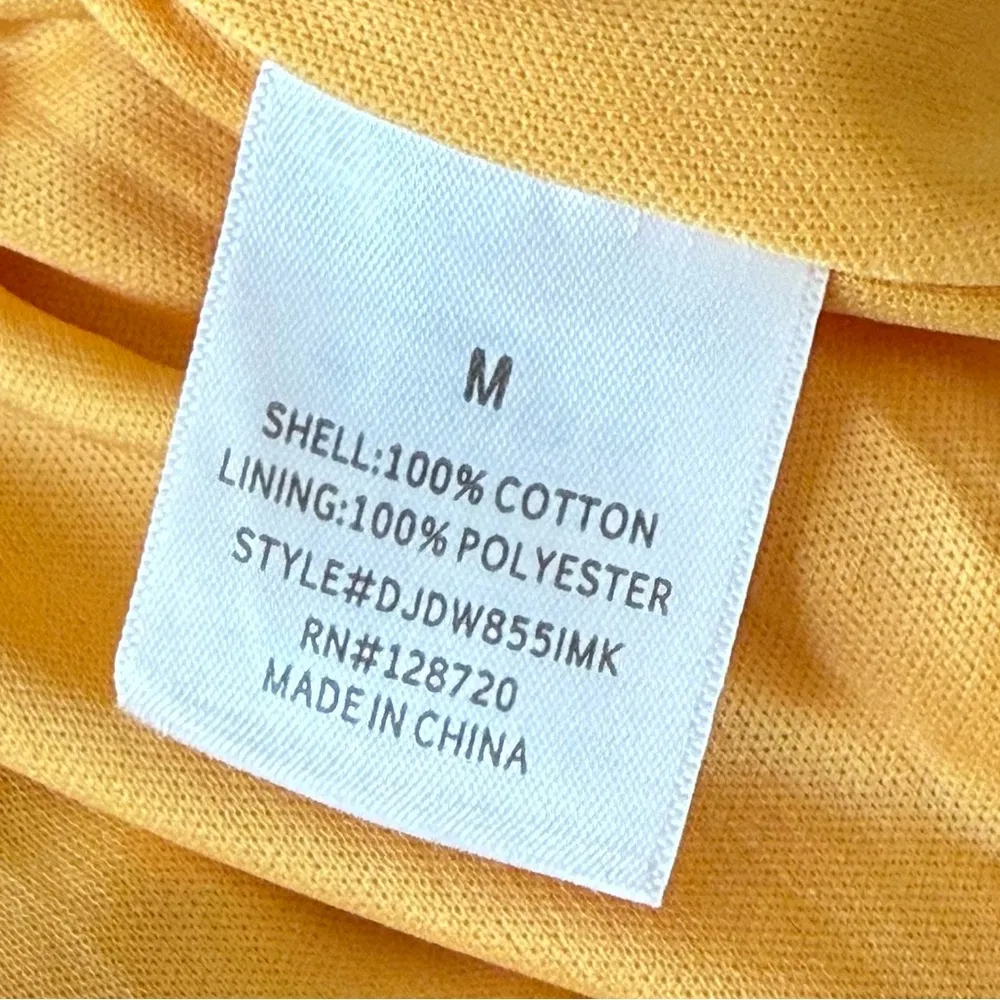 M
SHELL:100% COTTON
LINING:100% POLYESTER
STYLE#DJDW855IMK
RN#128720
MADE IN CHINA